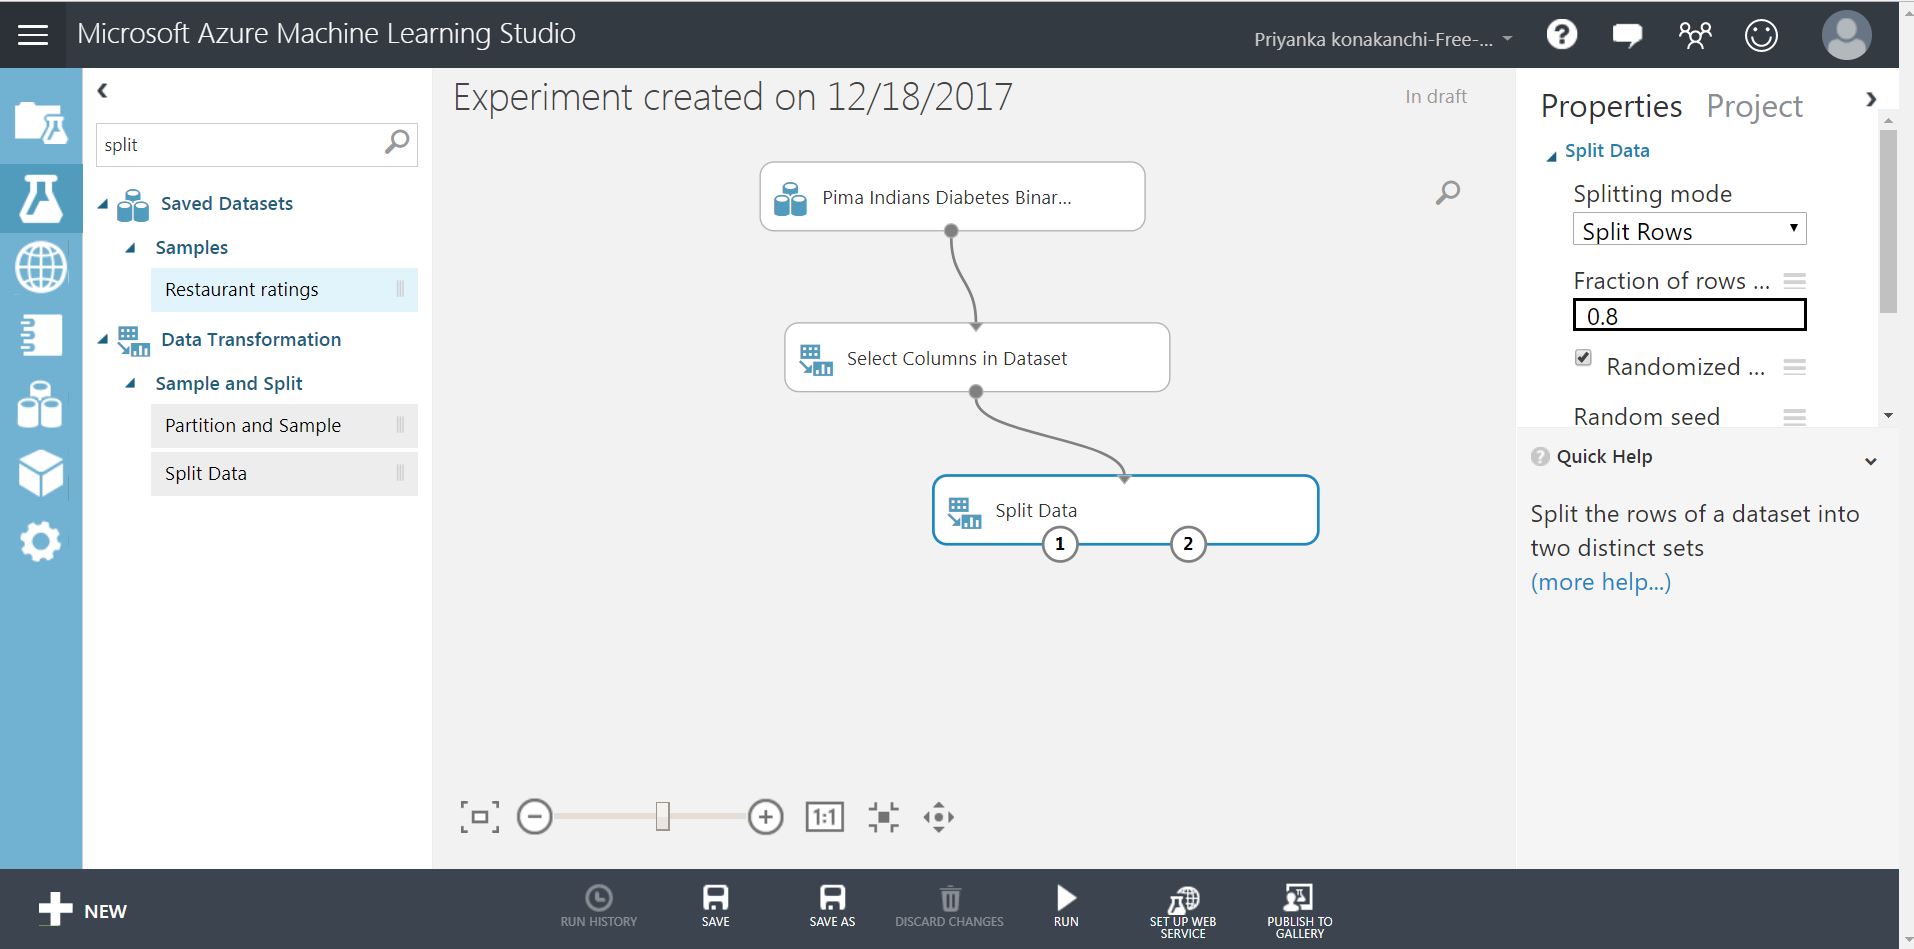 Microsoft Azure Machine Learning Studio
Priyanka konakanchi-Free-...
split
Saved Datasets
Samples
Restaurant ratings
Data Transformation
Sample and Split
Partition and Sample
Split Data
Experiment created on 12/18/2017
In draft
Pima Indians Diabetes Binar...
Select Columns in Dataset
Split Data
1
2
1:1
Properties
Project
Split Data
Splitting mode
Split Rows
Fraction of rows ...
0.8
Randomized ...
Random seed
Quick Help
Split the rows of a dataset into
two distinct sets
(more help...)
NEW
RUN HISTORY
SAVE
SAVE AS
DISCARD CHANGES
RUN
SET UP WEB
SERVICE
PUBLISH TO
GALLERY